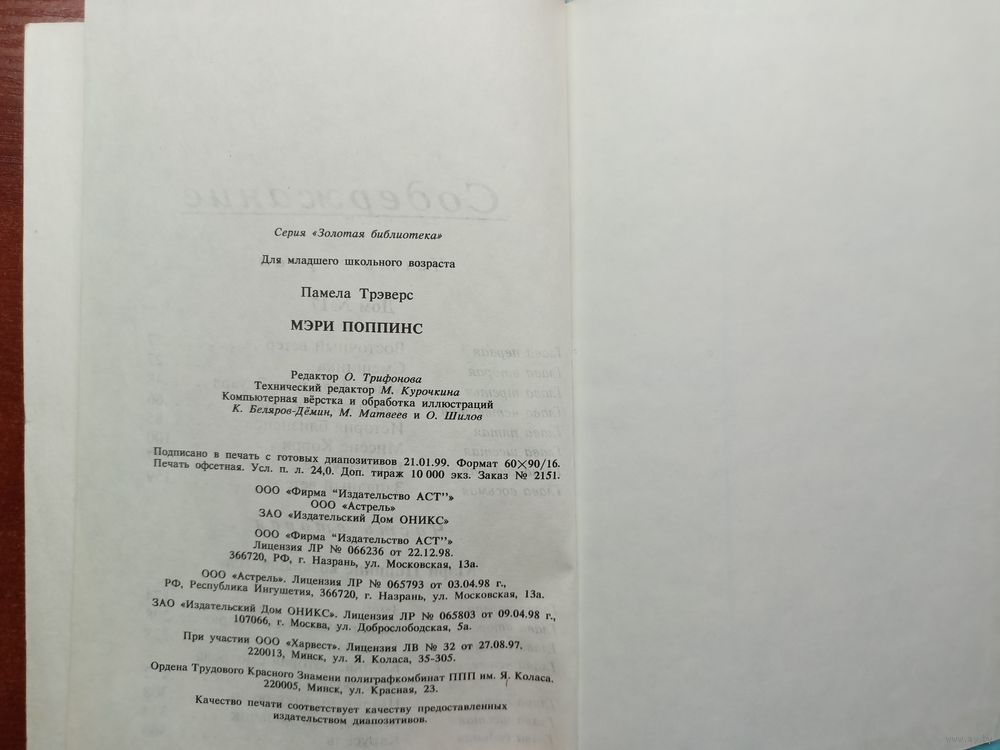 Содержание
Серия «Золотая библиотека»
Для младшего школьного возраста
Памела Трэверс
МЭРИ ПОППИНС
Редактор О. Трифонова
Технический редактор М. Курочкина
Компьютерная вёрстка и обработка иллюстраций
К. Беляров-Дёмин, М. Матвеев и О. Шилов
Подписано в печать с готовых диапозитивов 21.01.99. Формат 60×90/16.
Печать офсетная. Усл. п. л. 24,0. Доп. тираж 10 000 экз. Заказ № 2151.
ООО «Фирма “Издательство АСТ”»
ООО «Астрель»
ЗАО «Издательский Дом ОНИКС»
ООО «Фирма “Издательство АСТ”»
Лицензия ЛР № 066236 от 22.12.98.
366720, РФ, г. Назрань, ул. Московская, 13а.
ООО «Астрель». Лицензия ЛР № 065793 от 03.04.98 г.,
РФ, Республика Ингушетия, 366720, г. Назрань, ул. Московская, 13а.
ЗАО «Издательский Дом ОНИКС». Лицензия ЛР № 065803 от 09.04.98 г.,
107066, г. Москва, ул. Доброслободская, 5а.
При участии ООО «Харвест». Лицензия ЛВ № 32 от 27.08.97.
220013, Минск, ул. Я. Коласа, 35-305.
Ордена Трудового Красного Знамени полиграфкомбинат ППП им. Я. Коласа.
220005, Минск, ул. Красная, 23.
Качество печати соответствует качеству предоставленных
издательством диапозитивов.